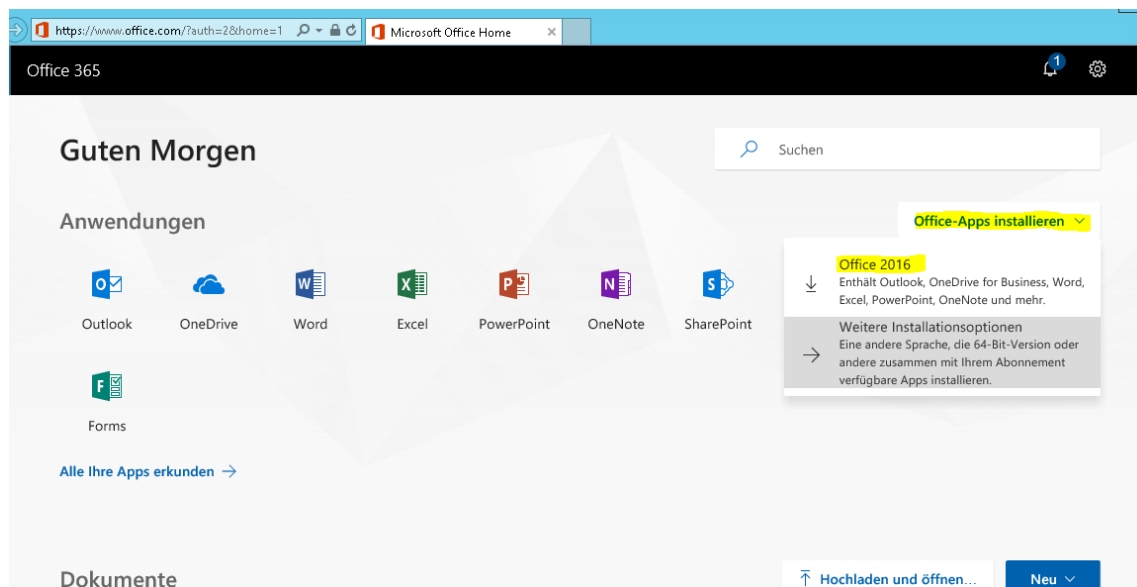 https://www.office.com/?auth=2&home=1
Microsoft Office Home
Office 365
1
Guten Morgen
Suchen
Anwendungen
Office-Apps installieren
Office 2016
Enthält Outlook, OneDrive for Business, Word,
Excel, PowerPoint, OneNote und mehr.
Weitere Installationsoptionen
Eine andere Sprache, die 64-Bit-Version oder
andere zusammen mit Ihrem Abonnement
verfügbare Apps installieren.
Outlook
OneDrive
Word
Excel
PowerPoint
OneNote
SharePoint
Forms
Alle Ihre Apps erkunden
Dokumente
Hochladen und öffnen...
Neu